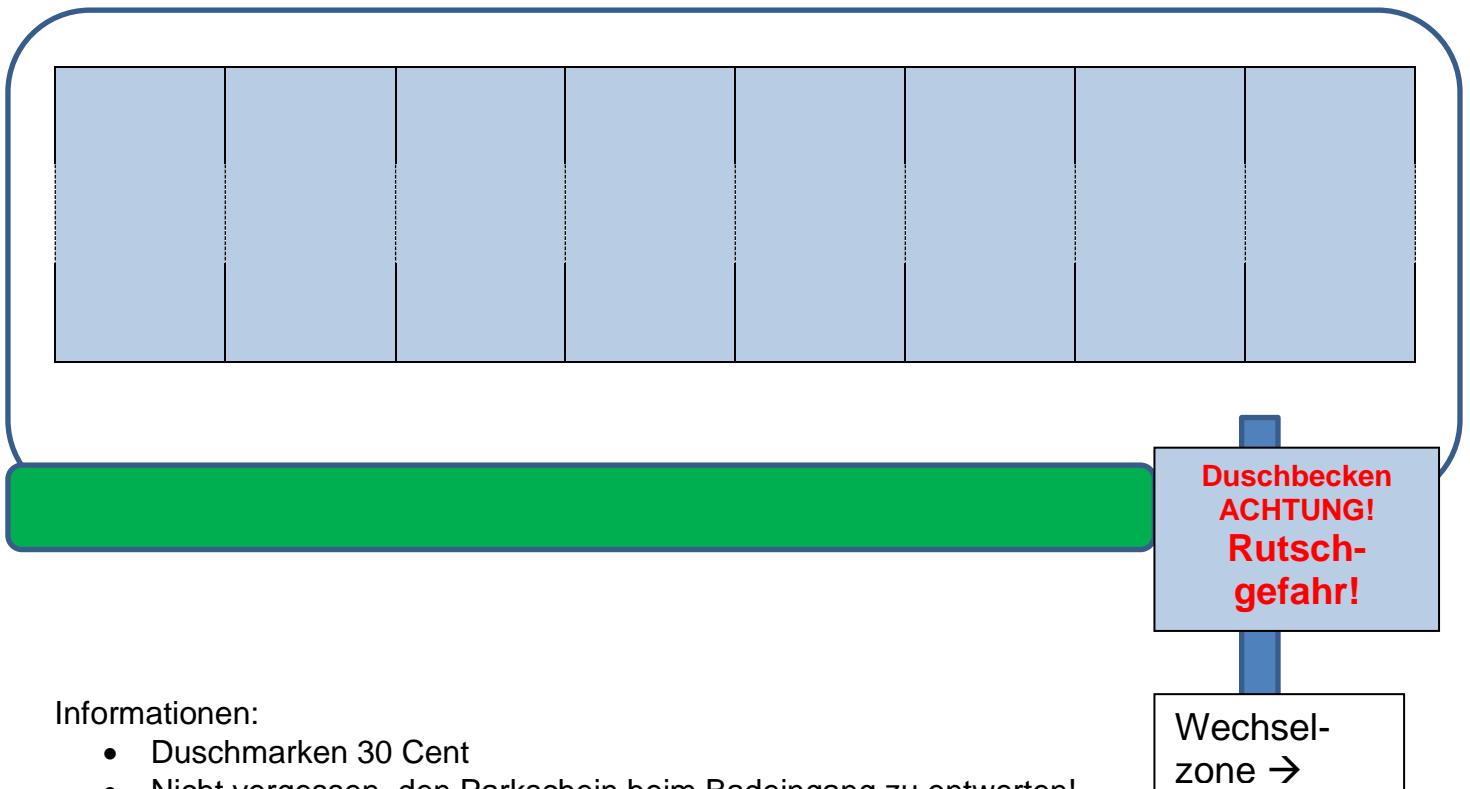 Duschbecken
ACHTUNG!
Rutsch-
gefahr!
Informationen:
• Duschmarken 30 Cent
• Nicht vergessen, den Parkschein beim Badeingang zu entwerten!
Wechsel-
zone →